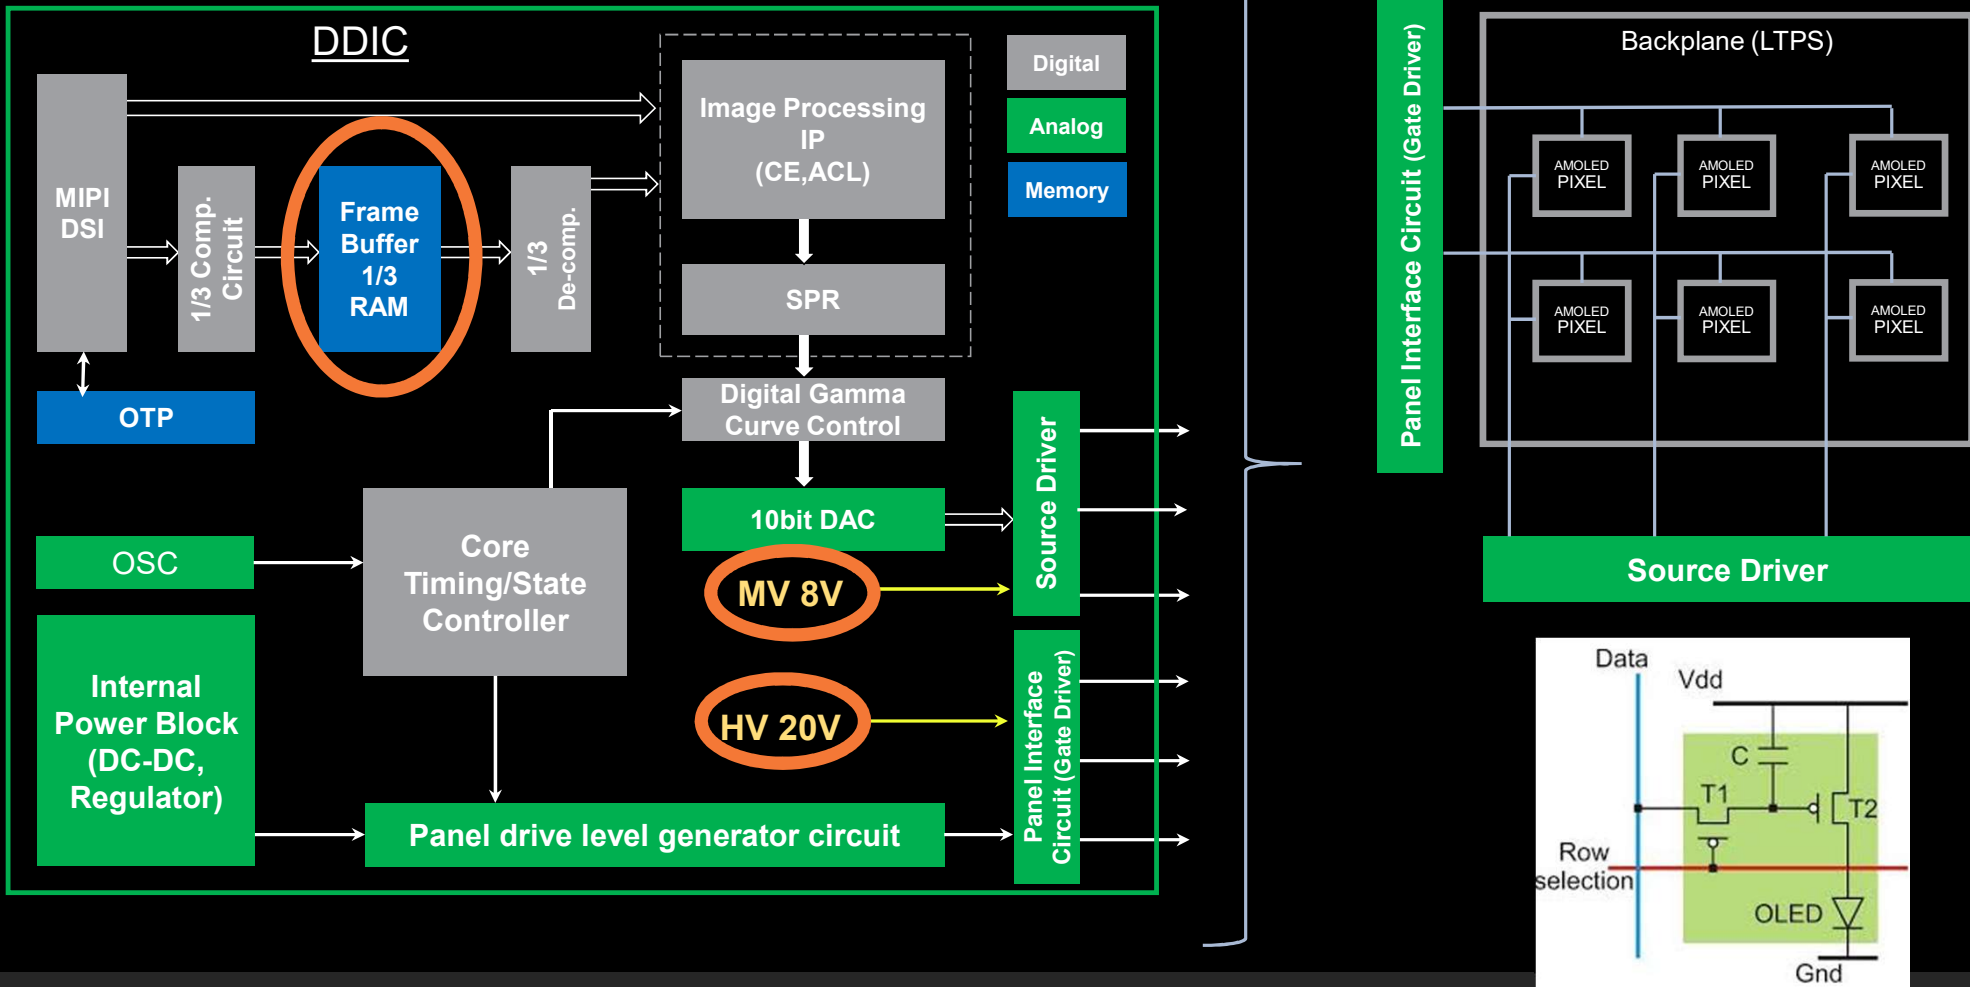 DDIC
MIPI
DSI
1/3 Comp.
Circuit
Frame
Buffer
1/3
RAM
1/3
De-comp.
Image Processing
IP
(CE,ACL)
SPR
Digital
Analog
Memory
OTP
Digital Gamma
Curve Control
10bit DAC
Source Driver
OSC
Core
Timing/State
Controller
MV 8V
HV 20V
Internal
Power Block
(DC-DC,
Regulator)
Panel drive level generator circuit
Panel Interface
Circuit (Gate Driver)
Panel Interface Circuit (Gate Driver)
Backplane (LTPS)
AMOLED
PIXEL
AMOLED
PIXEL
AMOLED
PIXEL
AMOLED
PIXEL
AMOLED
PIXEL
AMOLED
PIXEL
Source Driver
Data
Vdd
C
T1
T2
Row
selection
OLED
Gnd